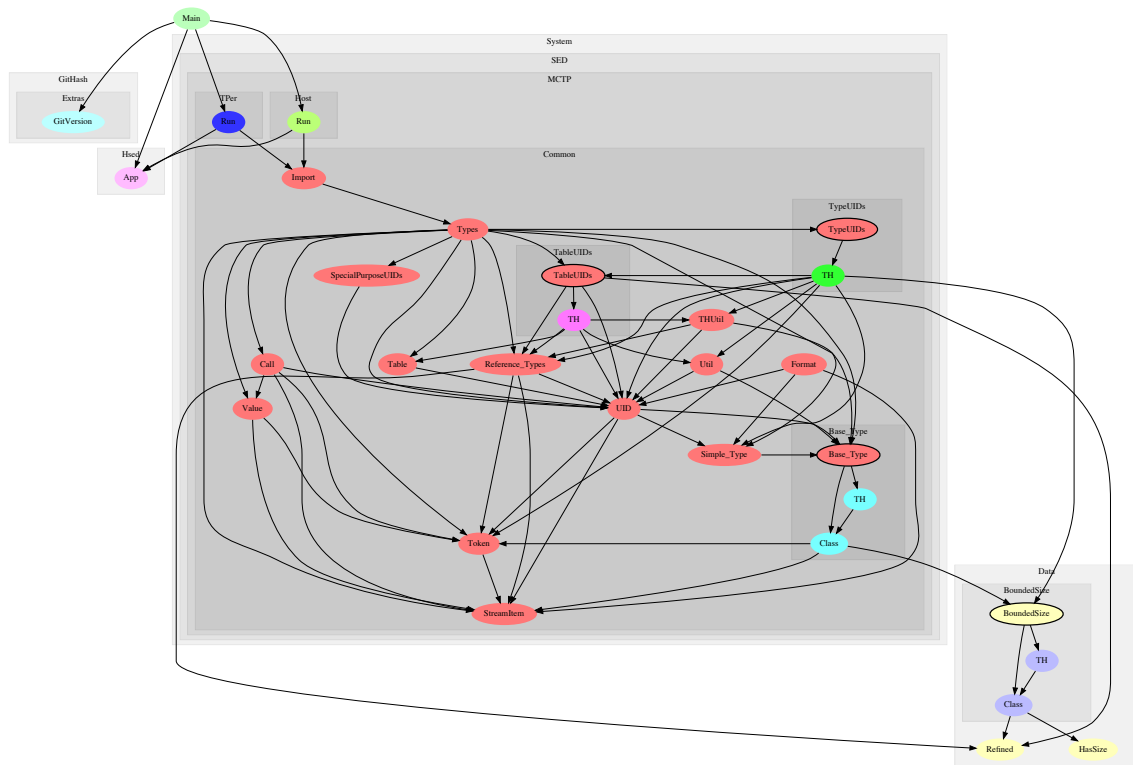 Main
System
SED
GitHash
MCTP
Extras
TPer
Host
GitVersion
Run
Run
Hsed
Common
App
Import
TypeUIDs
Types
TypeUIDs
TableUIDs
SpecialPurposeUIDs
TableUIDs
TH
TH
THUtil
Call
Table
Reference_Types
Util
Format
Value
UID
Base_Type
Simple_Type
Base_Type
TH
Token
Class
Data
BoundedSize
StreamItem
BoundedSize
TH
Class
Refined
HasSize